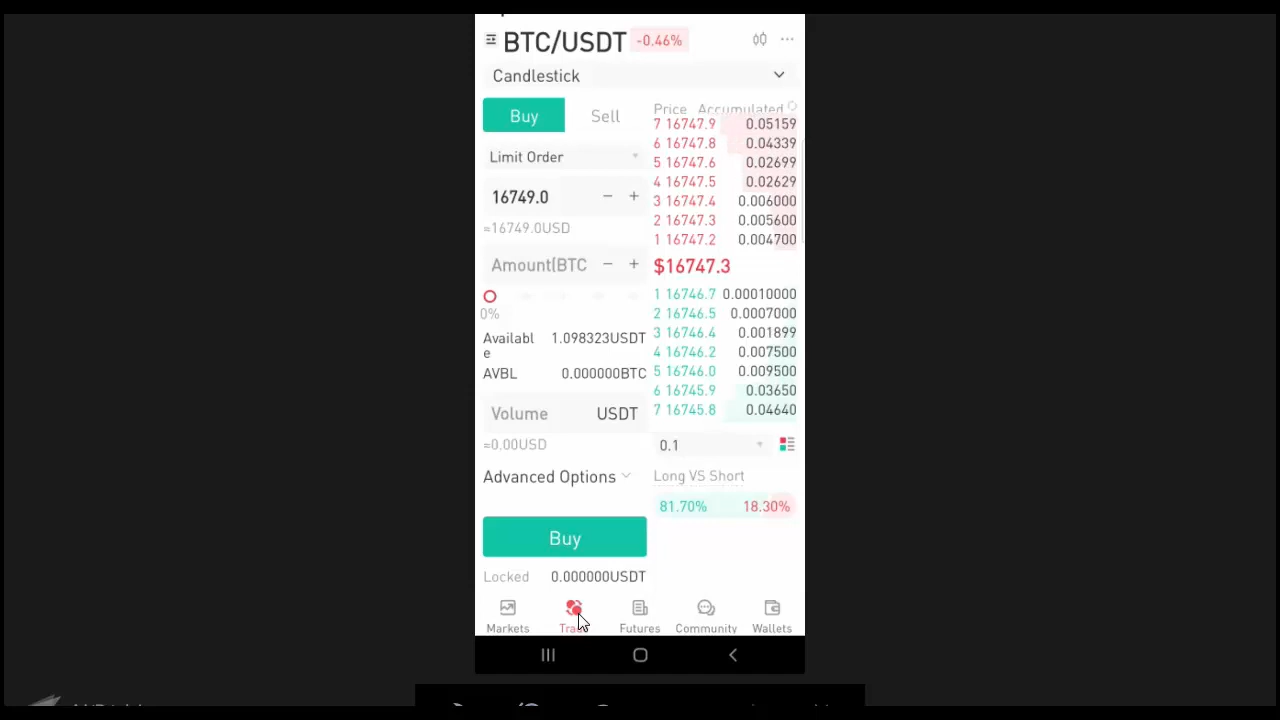 BTC/USDT -0.46%
Candlestick
Buy Sell
Limit Order
16749.0 − +
≈16749.0USD
Amount(BTC − +
0%
Availabl
e
1.098323USDT
AVBL 0.000000BTC
Volume USDT
≈0.00USD
Advanced Options
Buy
Locked 0.000000USDT
Price Accumulated
7 16747.9 0.05159
6 16747.8 0.04339
5 16747.6 0.02699
4 16747.5 0.02629
3 16747.4 0.006000
2 16747.3 0.005600
1 16747.2 0.004700
$16747.3
1 16746.7 0.00010000
2 16746.5 0.0007000
3 16746.4 0.001899
4 16746.2 0.007500
5 16746.0 0.009500
6 16745.9 0.03650
7 16745.8 0.04640
0.1
Long VS Short
81.70% 18.30%
Markets Futures Community Wallets